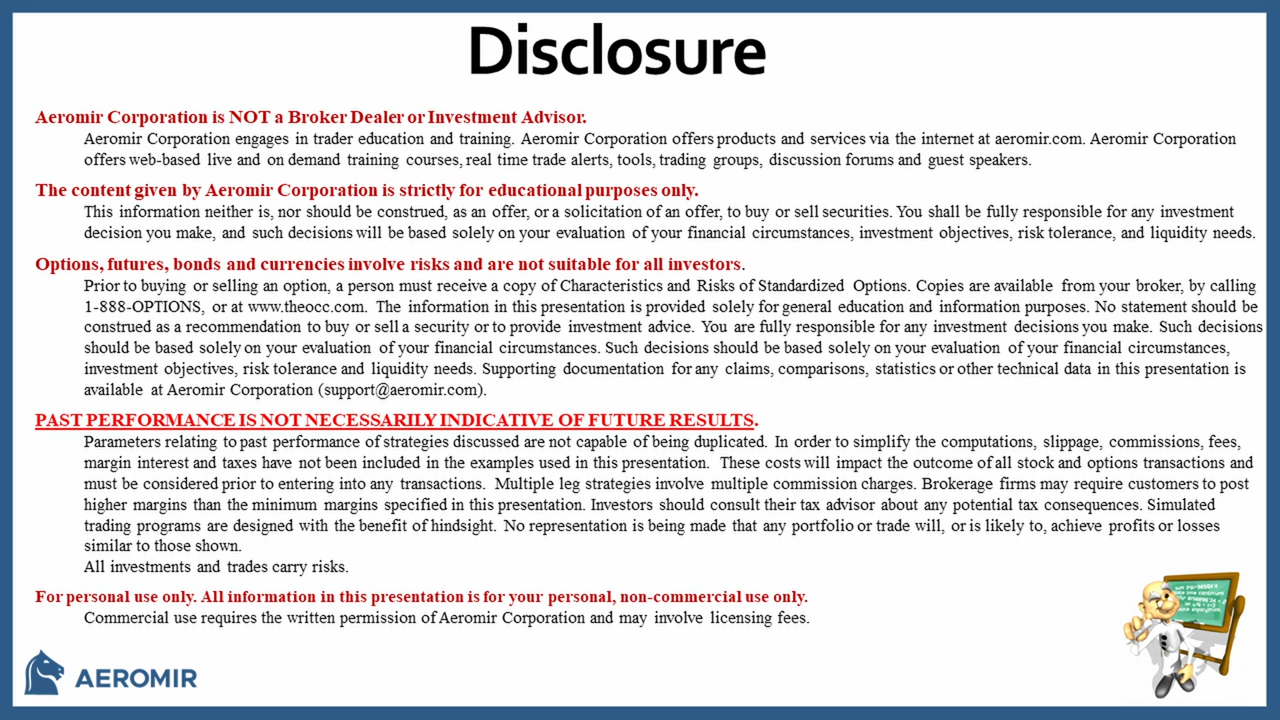 Disclosure
Aeromir Corporation is NOT a Broker Dealer or Investment Advisor.
Aeromir Corporation engages in trader education and training. Aeromir Corporation offers products and services via the internet at aeromir.com. Aeromir Corporation
offers web-based live and on demand training courses, real time trade alerts, tools, trading groups, discussion forums and guest speakers.
The content given by Aeromir Corporation is strictly for educational purposes only.
This information neither is, nor should be construed, as an offer, or a solicitation of an offer, to buy or sell securities. You shall be fully responsible for any investment
decision you make, and such decisions will be based solely on your evaluation of your financial circumstances, investment objectives, risk tolerance, and liquidity needs.
Options, futures, bonds and currencies involve risks and are not suitable for all investors.
Prior to buying or selling an option, a person must receive a copy of Characteristics and Risks of Standardized Options. Copies are available from your broker, by calling
1-888-OPTIONS, or at www.theocc.com. The information in this presentation is provided solely for general education and information purposes. No statement should be
construed as a recommendation to buy or sell a security or to provide investment advice. You are fully responsible for any investment decisions you make. Such decisions
should be based solely on your evaluation of your financial circumstances. Such decisions should be based solely on your evaluation of your financial circumstances,
investment objectives, risk tolerance and liquidity needs. Supporting documentation for any claims, comparisons, statistics or other technical data in this presentation is
available at Aeromir Corporation (support@aeromir.com).
PAST PERFORMANCE IS NOT NECESSARILY INDICATIVE OF FUTURE RESULTS.
Parameters relating to past performance of strategies discussed are not capable of being duplicated. In order to simplify the computations, slippage, commissions, fees,
margin interest and taxes have not been included in the examples used in this presentation. These costs will impact the outcome of all stock and options transactions and
must be considered prior to entering into any transactions. Multiple leg strategies involve multiple commission charges. Brokerage firms may require customers to post
higher margins than the minimum margins specified in this presentation. Investors should consult their tax advisor about any potential tax consequences. Simulated
trading programs are designed with the benefit of hindsight. No representation is being made that any portfolio or trade will, or is likely to, achieve profits or losses
similar to those shown.
All investments and trades carry risks.
For personal use only. All information in this presentation is for your personal, non-commercial use only.
Commercial use requires the written permission of Aeromir Corporation and may involve licensing fees.
AEROMIR